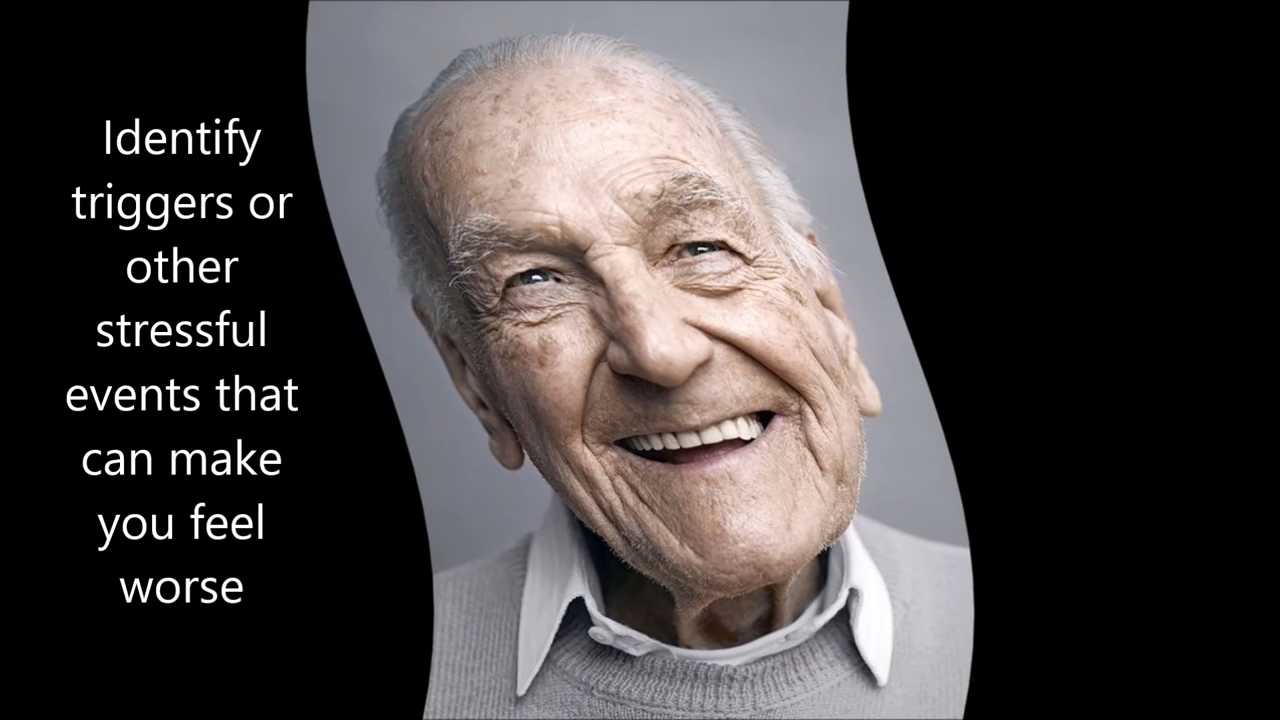 Identify
triggers or
other
stressful
events that
can make
you feel
worse